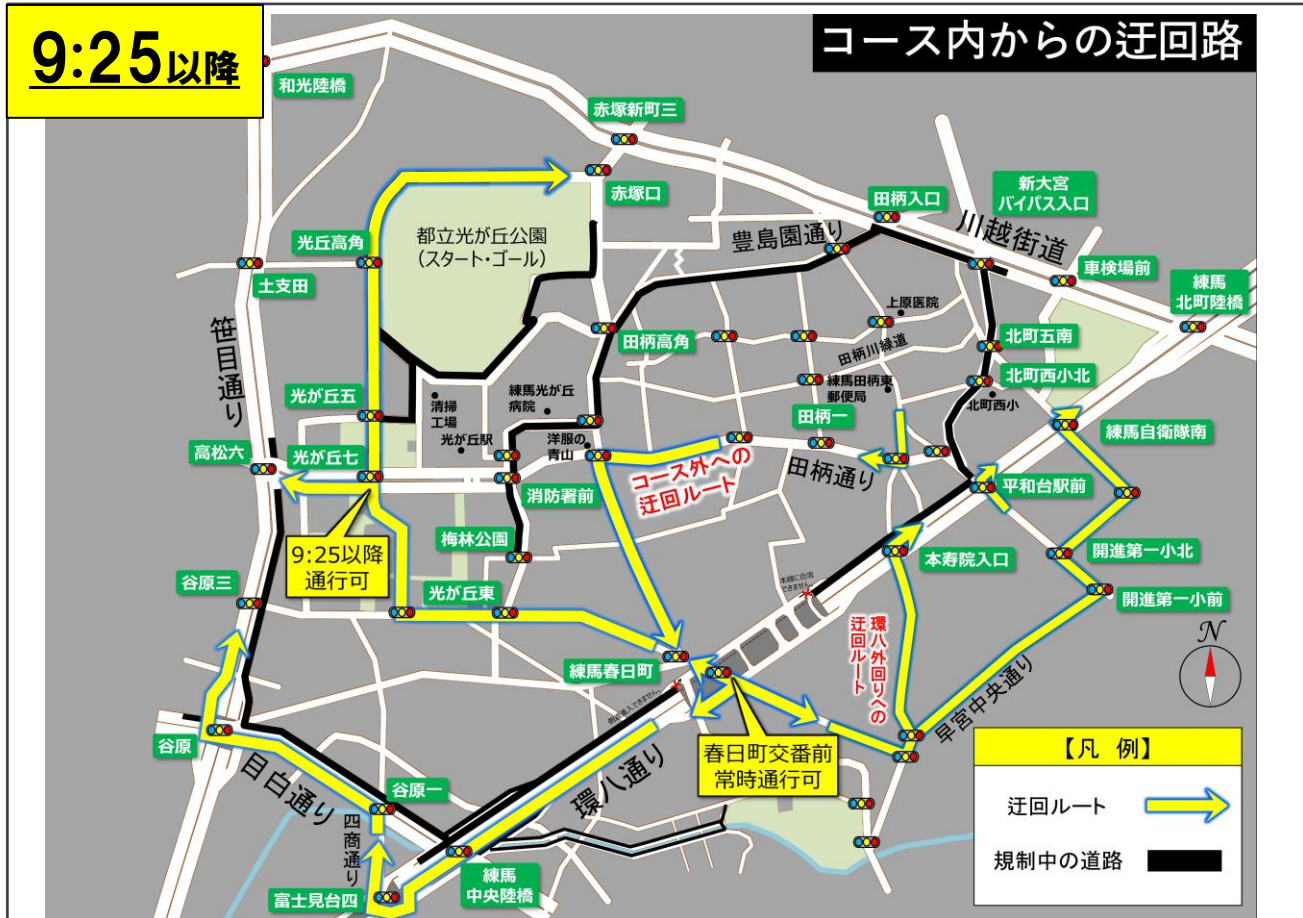 9:25以降
コース内からの迂回路
和光陸橋
赤塚新町三
赤塚口
田柄入口
新大宮
バイパス入口
川越街道
車検場前
練馬
北町陸橋
光丘高角
都立光が丘公園
(スタート・ゴール)
豊島園通り
土支田
笹目通り
上原医院
田柄高角
田柄川緑道
北町五南
北町西小北
練馬光が丘
病院
練馬田柄東
郵便局
北町西小
光が丘五
清掃
工場
光が丘駅
洋服の
青山
田柄一
練馬自衛隊南
高松六
光が丘七
コース外への
迂回ルート
田柄通り
消防署前
平和台駅前
梅林公園
9:25以降
通行可
本寿院入口
開進第一小北
谷原三
光が丘東
本線に合流
できません。
開進第一小前
環八外回りへの
迂回ルート
N
練馬春日町
早宮中央通り
谷原
目白通り
春日町交番前
常時通行可
環八通り
谷原一
四商通り
富士見台四
練馬
中央陸橋
【凡 例】
迂回ルート
規制中の道路